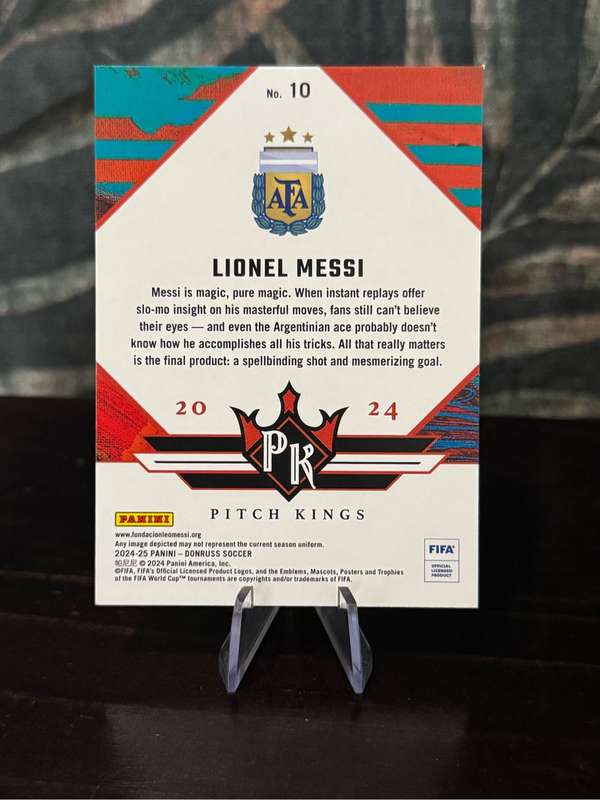 No. 10
AFA
LIONEL MESSI
Messi is magic, pure magic. When instant replays offer
slo-mo insight on his masterful moves, fans still can't believe
their eyes — and even the Argentinian ace probably doesn't
know how he accomplishes all his tricks. All that really matters
is the final product: a spellbinding shot and mesmerizing goal.
20 24
PK
PITCH KINGS
PANINI
www.fundacionleomessi.org
Any image depicted may not represent the current season uniform.
2024-25 PANINI – DONRUSS SOCCER
帕尼尼 © 2024 Panini America, Inc.
©FIFA, FIFA's Official Licensed Product Logos, and the Emblems, Mascots, Posters and Trophies
of the FIFA World Cup™ tournaments are copyrights and/or trademarks of FIFA.
FIFA
OFFICIAL
LICENSED
PRODUCT